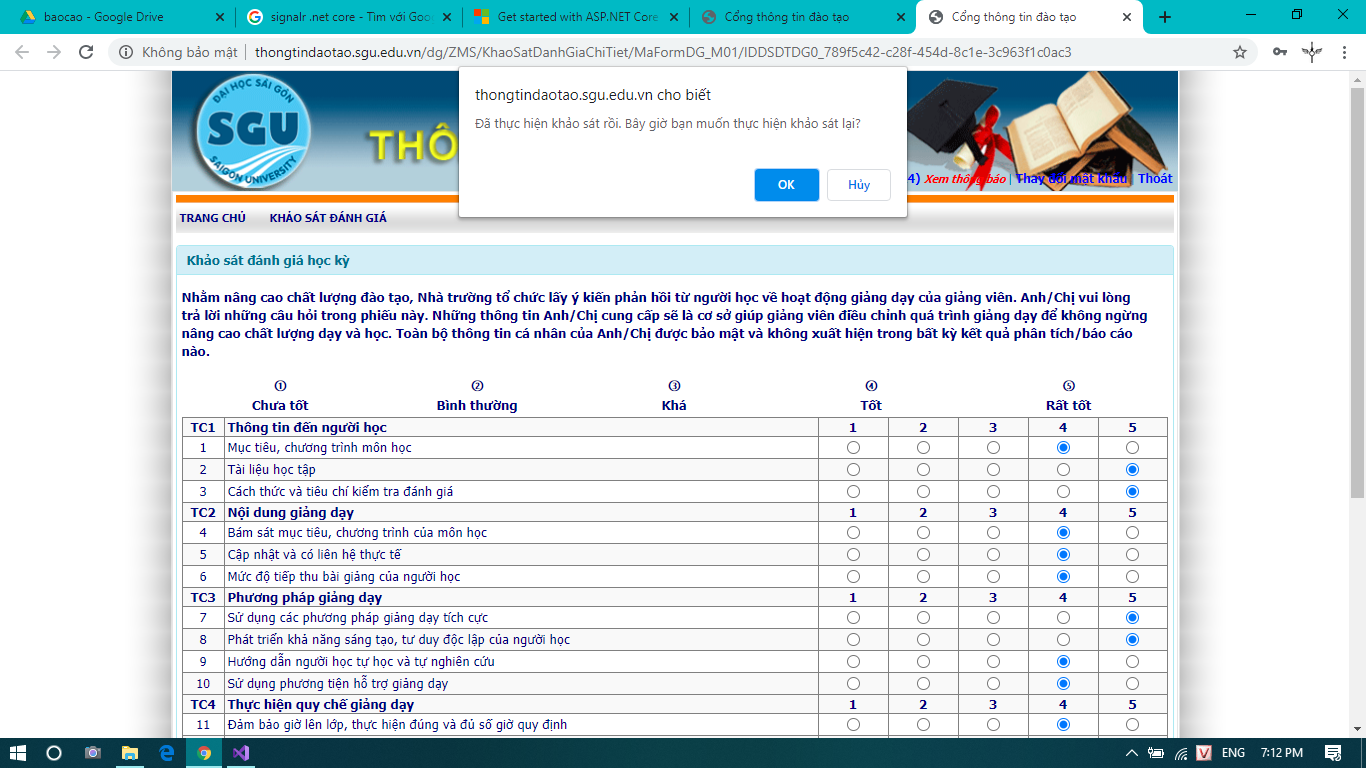 baocao - Google Drive
signalr .net core - Tìm với Goo
Get started with ASP.NET Core
Cổng thông tin đào tạo
Cổng thông tin đào tạo
Không bảo mật
thongtindaotao.sgu.edu.vn/dg/ZMS/KhaoSatDanhGiaChiTiet/MaFormDG_M01/IDDSDTDG0_789f5c42-c28f-454d-8c1e-3c963f1c0ac3
ĐẠI HỌC SÀI GÒN
SGU
SAIGON UNIVERSITY
THÔ
thongtindaotao.sgu.edu.vn cho biết
Đã thực hiện khảo sát rồi. Bây giờ bạn muốn thực hiện khảo sát lại?
OK Hủy
4) Xem thông báo | Thay đổi mật khẩu | Thoát
TRANG CHỦ KHẢO SÁT ĐÁNH GIÁ
Khảo sát đánh giá học kỳ
Nhằm nâng cao chất lượng đào tạo, Nhà trường tổ chức lấy ý kiến phản hồi từ người học về hoạt động giảng dạy của giảng viên. Anh/Chị vui lòng
trả lời những câu hỏi trong phiếu này. Những thông tin Anh/Chị cung cấp sẽ là cơ sở giúp giảng viên điều chỉnh quá trình giảng dạy để không ngừng
nâng cao chất lượng dạy và học. Toàn bộ thông tin cá nhân của Anh/Chị được bảo mật và không xuất hiện trong bất kỳ kết quả phân tích/báo cáo
nào.
① ② ③ ④ ⑤
Chưa tốt Bình thường Khá Tốt Rất tốt
TC1 Thông tin đến người học 1 2 3 4 5
1 Mục tiêu, chương trình môn học
2 Tài liệu học tập
3 Cách thức và tiêu chí kiểm tra đánh giá
TC2 Nội dung giảng dạy 1 2 3 4 5
4 Bám sát mục tiêu, chương trình của môn học
5 Cập nhật và có liên hệ thực tế
6 Mức độ tiếp thu bài giảng của người học
TC3 Phương pháp giảng dạy 1 2 3 4 5
7 Sử dụng các phương pháp giảng dạy tích cực
8 Phát triển khả năng sáng tạo, tư duy độc lập của người học
9 Hướng dẫn người học tự học và tự nghiên cứu
10 Sử dụng phương tiện hỗ trợ giảng dạy
TC4 Thực hiện quy chế giảng dạy 1 2 3 4 5
11 Đảm bảo giờ lên lớp, thực hiện đúng và đủ số giờ quy định
V ENG 7:12 PM